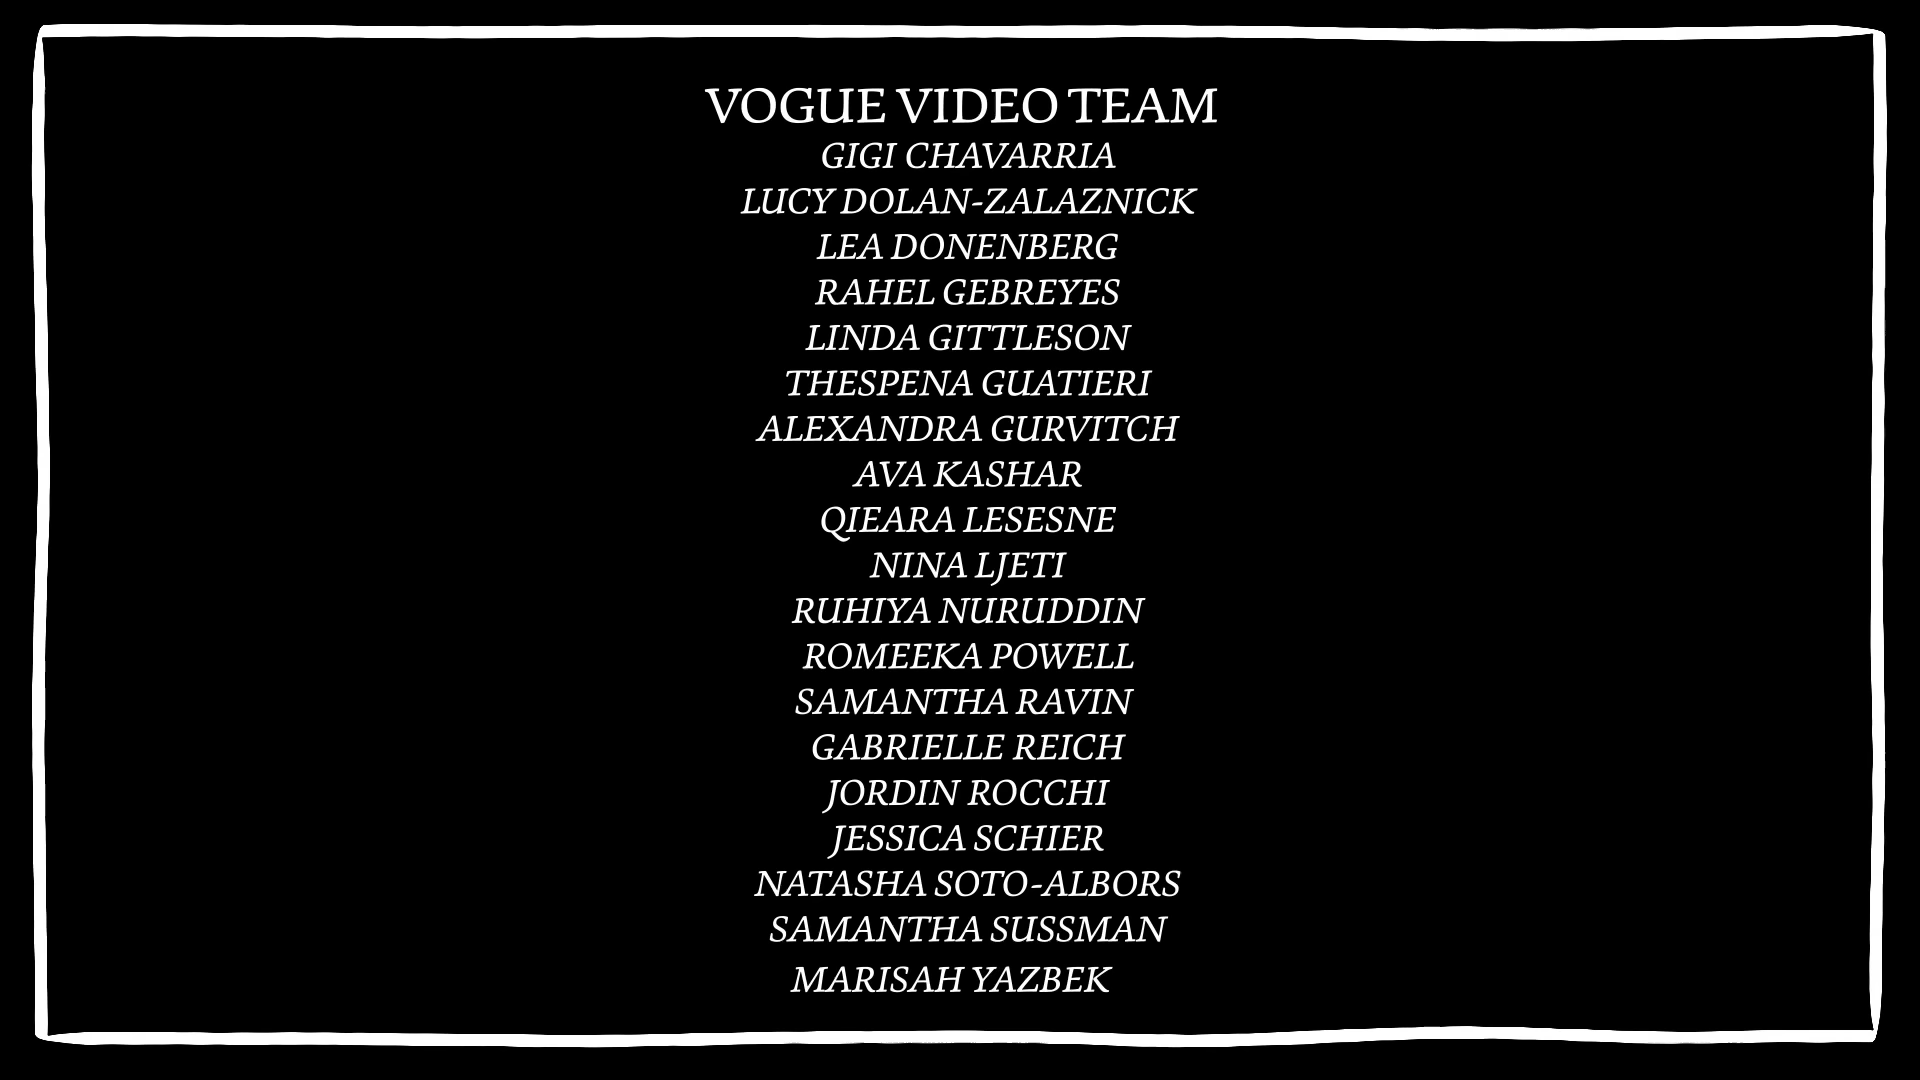 VOGUE VIDEO TEAM
GIGI CHAVARRIA
LUCY DOLAN-ZALAZNICK
LEA DONENBERG
RAHEL GEBREYES
LINDA GITTLESON
THESPENA GUATIERI
ALEXANDRA GURVITCH
AVA KASHAR
QIEARA LESESNE
NINA LJETI
RUHIYA NURUDDIN
ROMEEKA POWELL
SAMANTHA RAVIN
GABRIELLE REICH
JORDIN ROCCHI
JESSICA SCHIER
NATASHA SOTO-ALBORS
SAMANTHA SUSSMAN
MARISAH YAZBEK